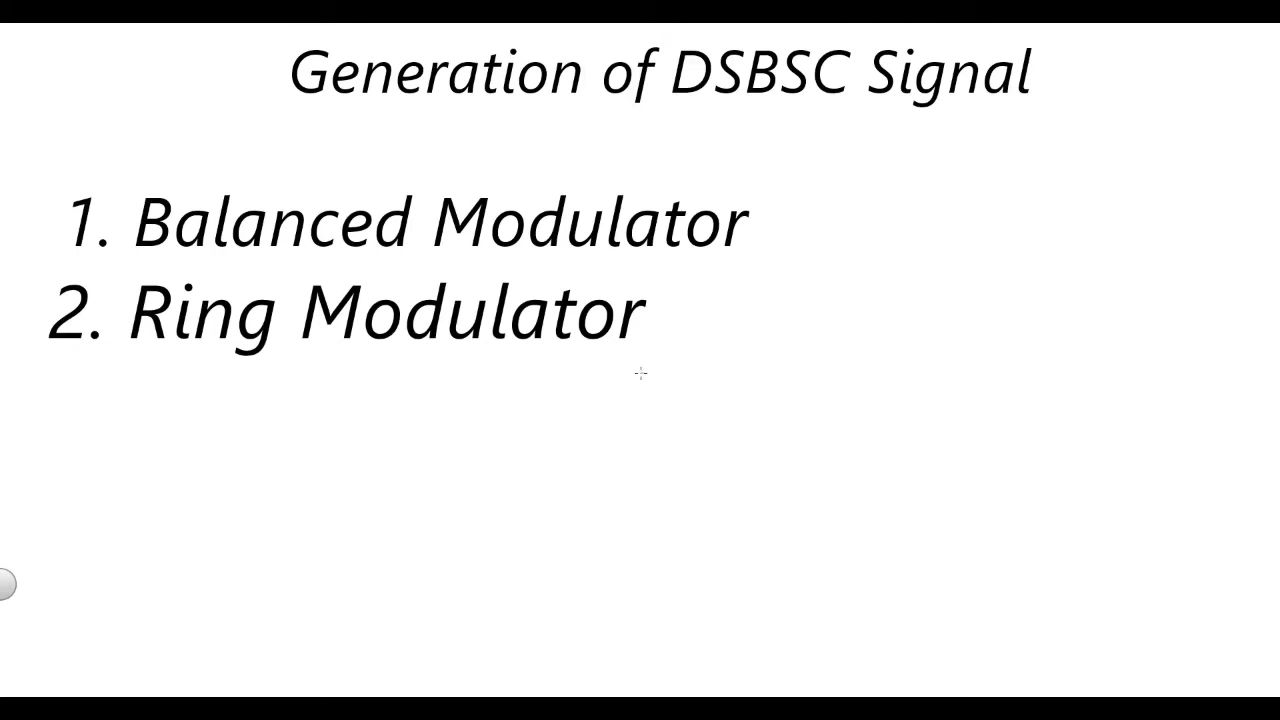 Generation of DSBSC Signal
1. Balanced Modulator
2. Ring Modulator